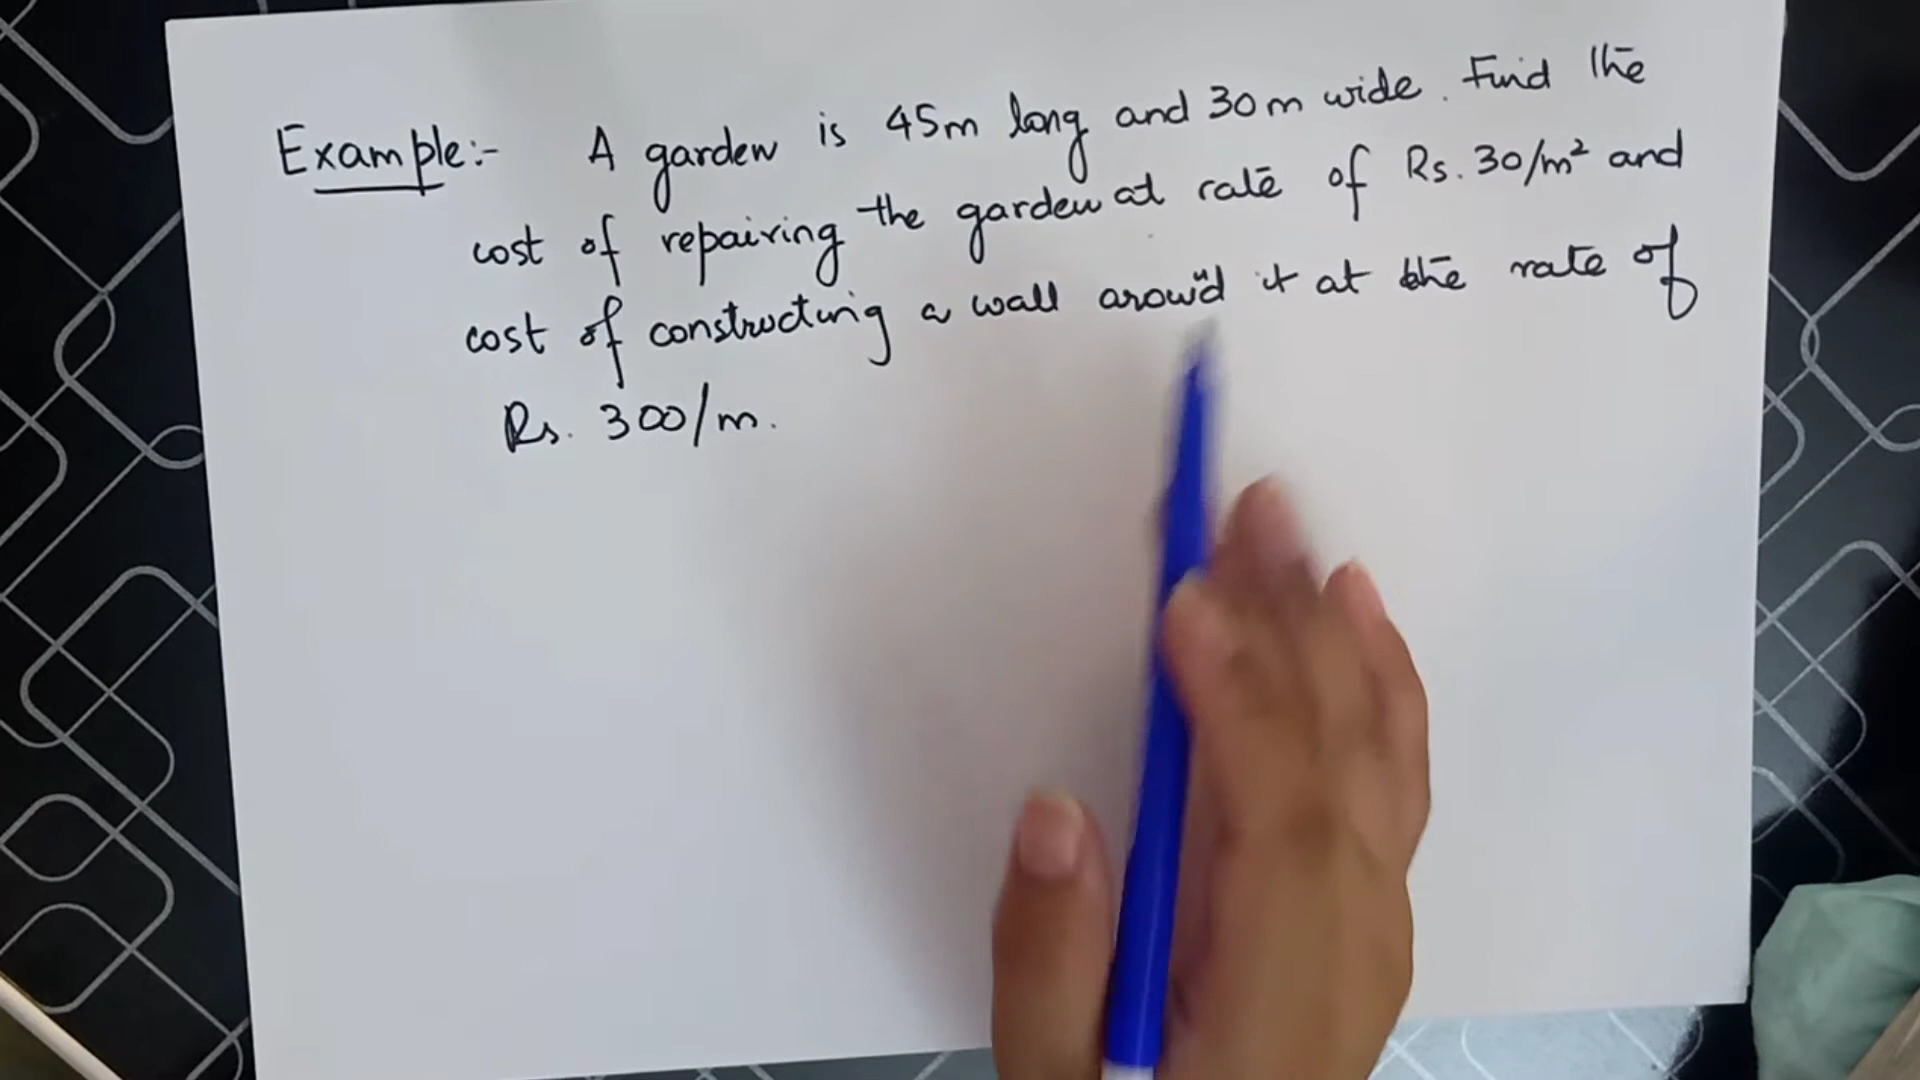 Example:- A garden is 45m long and 30m wide. Find the
cost of repairing the garden at rate of Rs. 30/m² and
cost of constructing a wall around it at the rate of
Rs. 300/m.